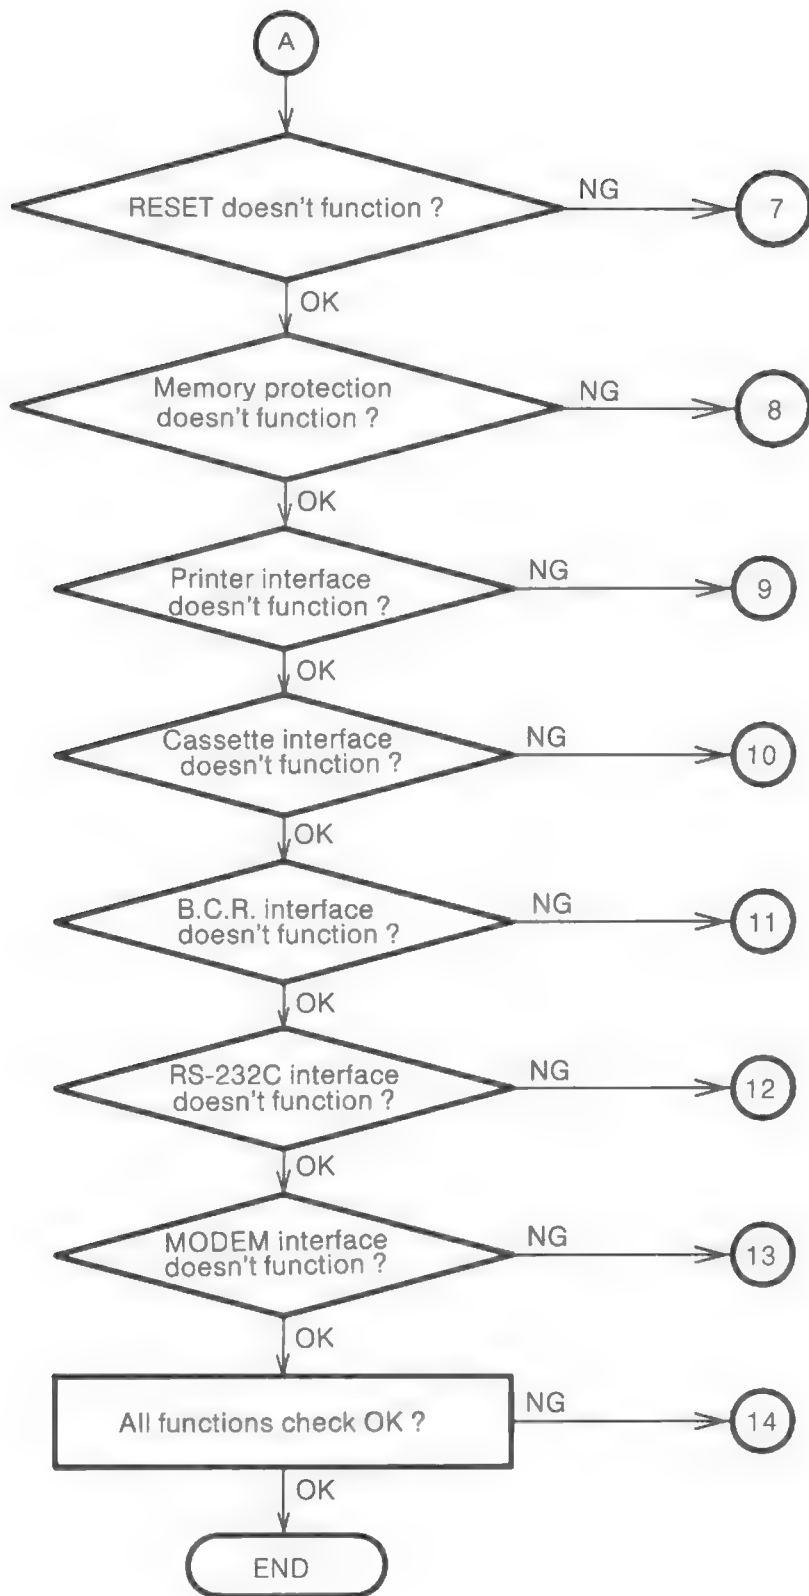 A
RESET doesn't function ?
NG
7
OK
Memory protection
doesn't function ?
NG
8
OK
Printer interface
doesn't function ?
NG
9
OK
Cassette interface
doesn't function ?
NG
10
OK
B.C.R. interface
doesn't function ?
NG
11
OK
RS-232C interface
doesn't function ?
NG
12
OK
MODEM interface
doesn't function ?
NG
13
OK
All functions check OK ?
NG
14
OK
END